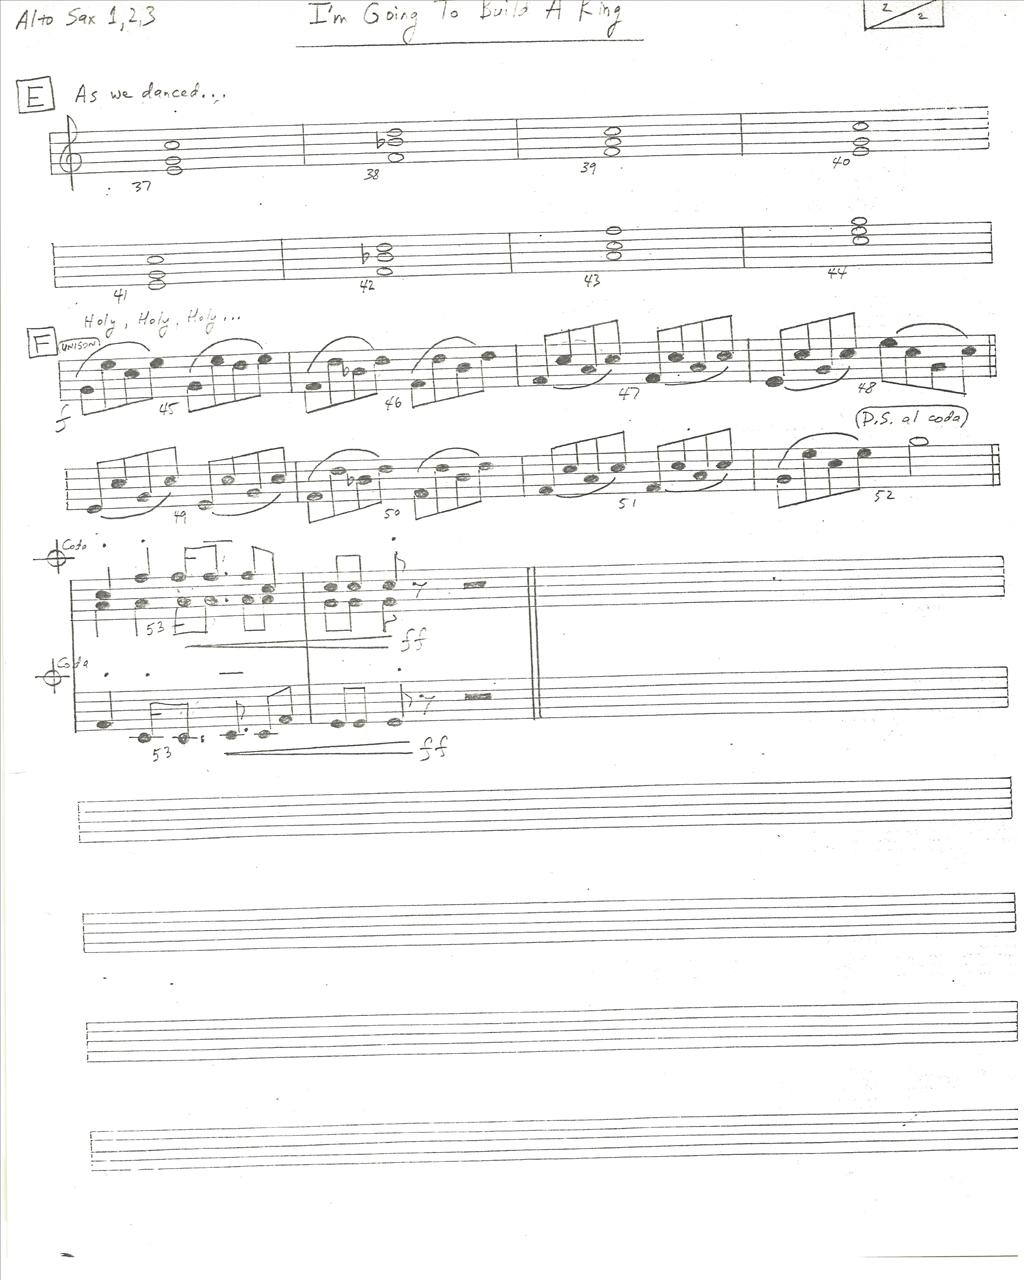 Alto Sax 1,2,3
I'm Going To Build A King
2/2
E As we danced...
37 38 39 40
41 42 43 44
Holy, Holy, Holy...
F UNISON
f 45 46 47 48
D.S. al coda
49 50 51 52
Coda
53 ff
Coda
53 ff